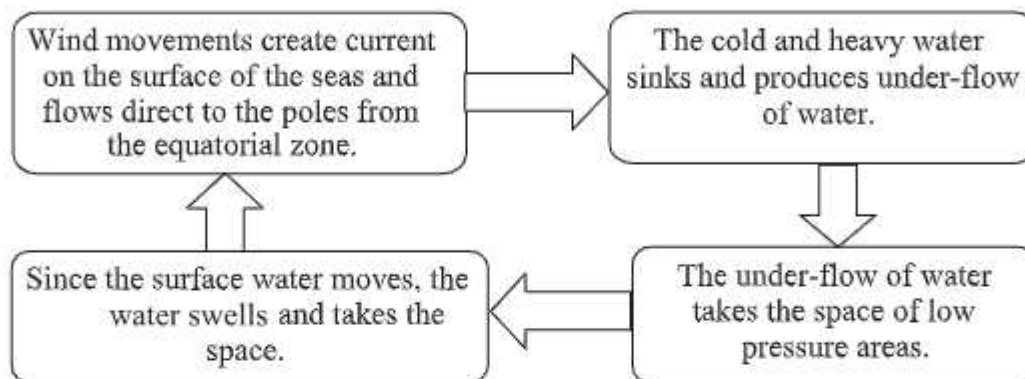 Wind movements create current
on the surface of the seas and
flows direct to the poles from
the equatorial zone.
The cold and heavy water
sinks and produces under-flow
of water.
The under-flow of water
takes the space of low
pressure areas.
Since the surface water moves, the
water swells and takes the
space.